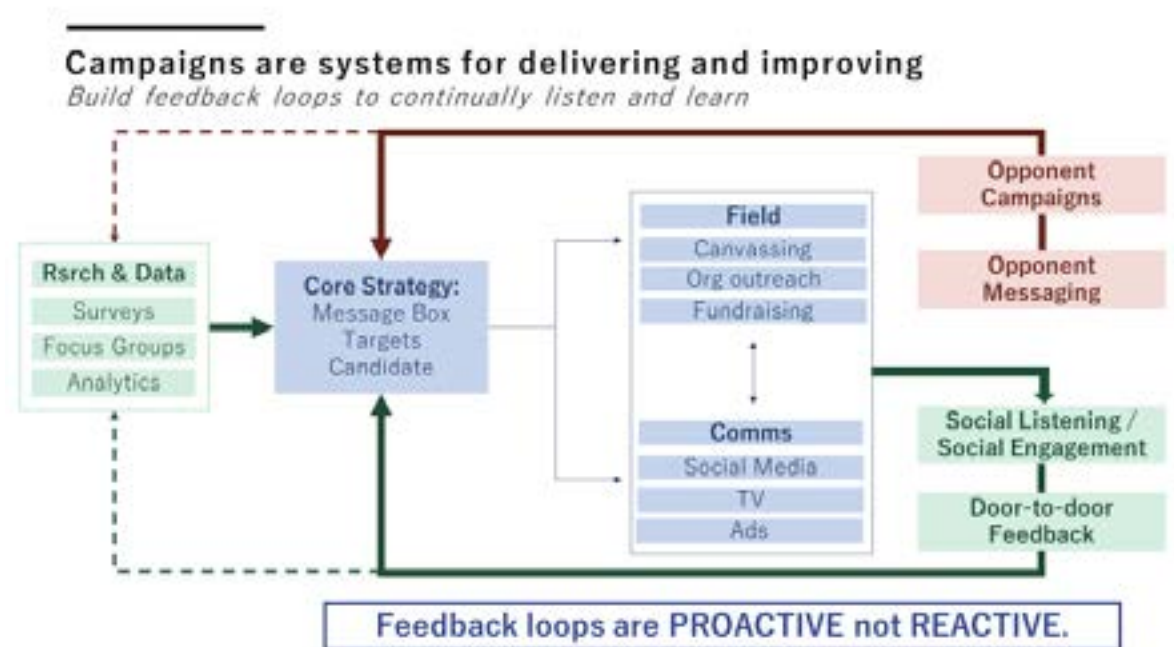 Campaigns are systems for delivering and improving
Build feedback loops to continually listen and learn
Rsrch & Data
Surveys
Focus Groups
Analytics
Core Strategy:
Message Box
Targets
Candidate
Field
Canvassing
Org outreach
Fundraising
Comms
Social Media
TV
Ads
Opponent
Campaigns
Opponent
Messaging
Social Listening /
Social Engagement
Door-to-door
Feedback
Feedback loops are PROACTIVE not REACTIVE.